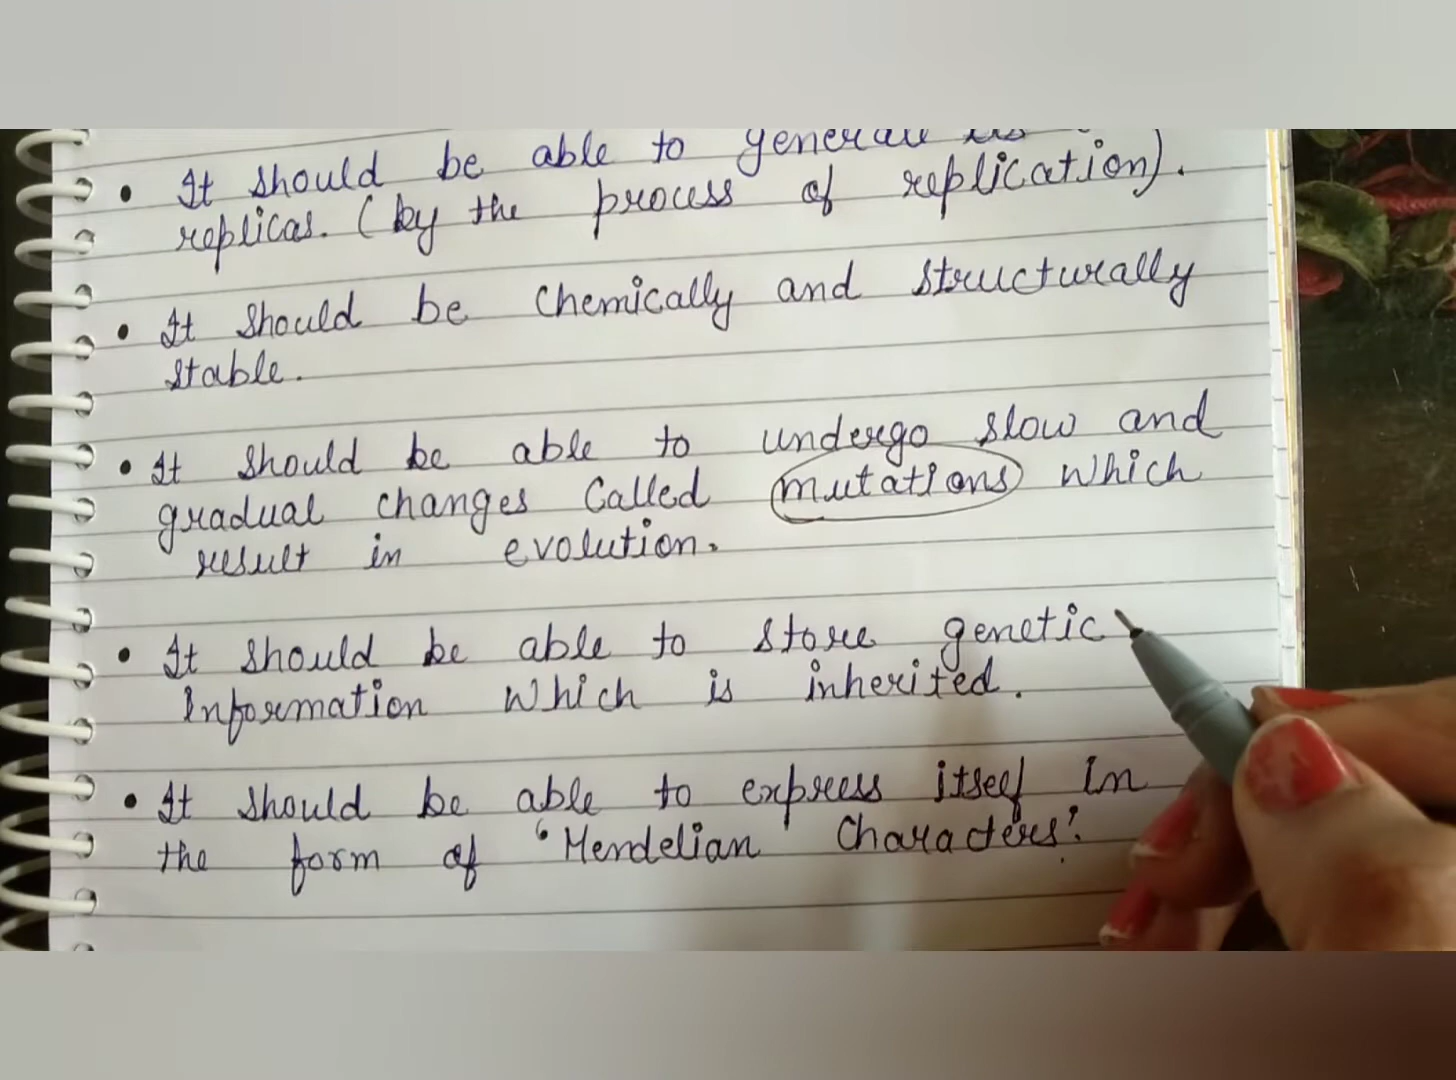 • It should be able to generate its
replicas. (by the process of replication).
• It should be Chemically and structurally
stable.
• It should be able to undergo slow and
gradual changes Called mutations which
result in evolution.
• It should be able to store genetic
Information which is inherited.
• It should be able to express itself in
the form of 'Mendelian Characters'.